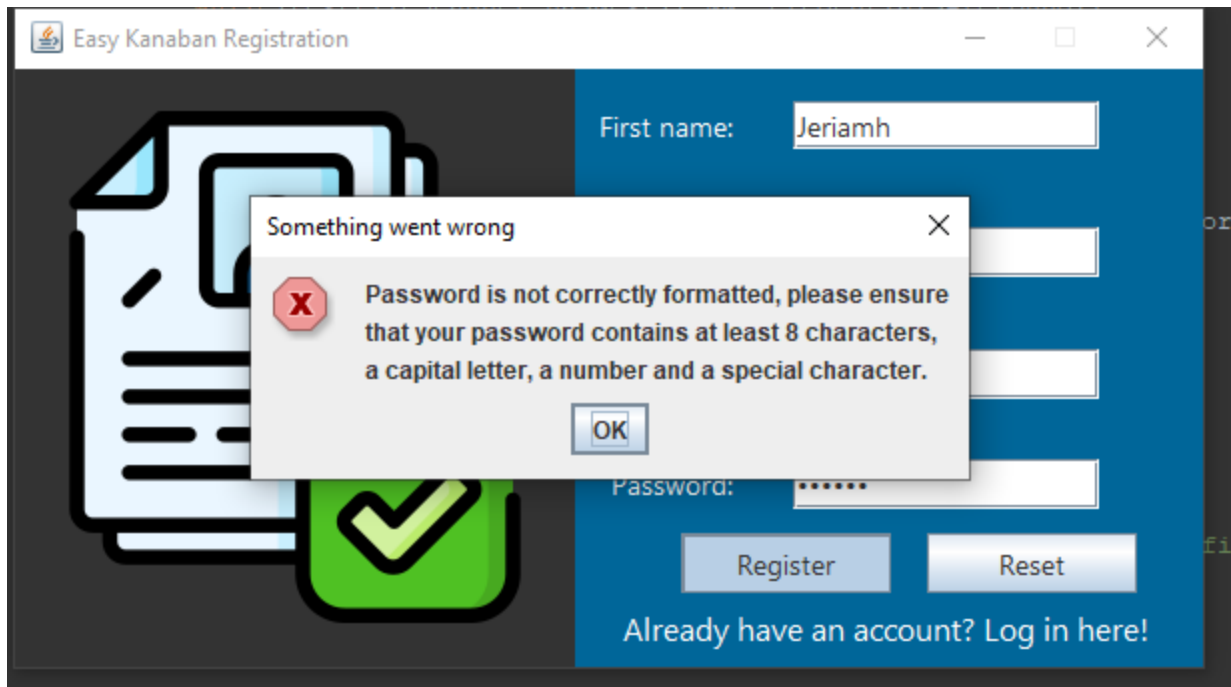 Easy Kanaban Registration
First name:
Jeriamh
Something went wrong
Password is not correctly formatted, please ensure
that your password contains at least 8 characters,
a capital letter, a number and a special character.
OK
Password:
••••••
Register
Reset
Already have an account? Log in here!
or
fi